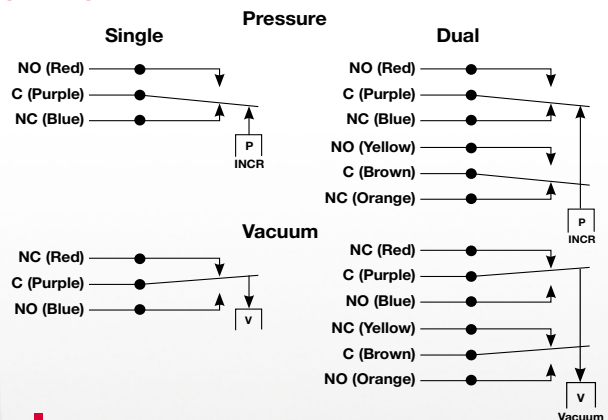 Pressure
Single
NO (Red)
C (Purple)
NC (Blue)
P
INCR
Dual
NO (Red)
C (Purple)
NC (Blue)
NO (Yellow)
C (Brown)
NC (Orange)
P
INCR
Vacuum
NC (Red)
C (Purple)
NO (Blue)
V
NC (Red)
C (Purple)
NO (Blue)
NC (Yellow)
C (Brown)
NO (Orange)
V
Vacuum